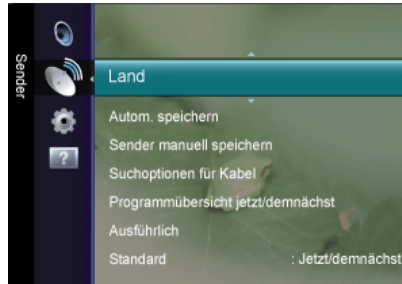 Sender
Land
Autom. speichern
Sender manuell speichern
Suchoptionen für Kabel
Programmübersicht jetzt/demnächst
Ausführlich
Standard : Jetzt/demnächst
?